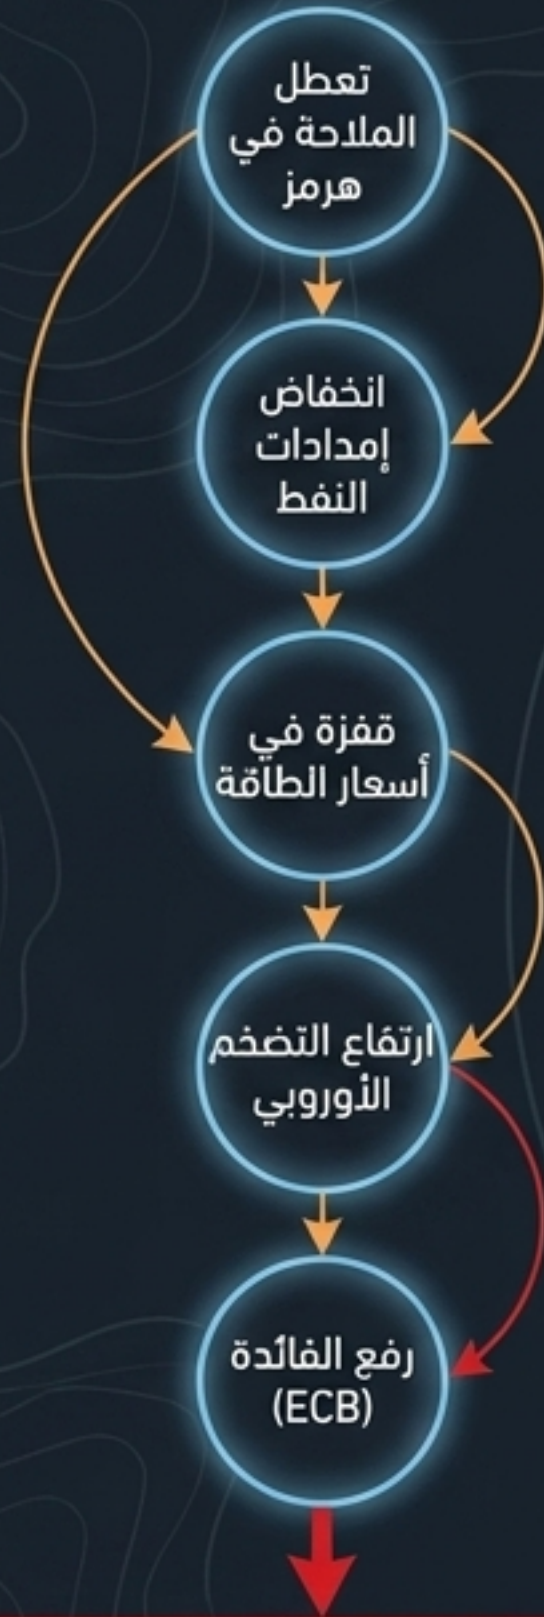 تعطل
الملاحة في
هرمز
انخفاض
إمدادات
النفط
قفزة في
أسعار الطاقة
ارتفاع التضخم
الأوروبي
رفع الفائدة
(ECB)